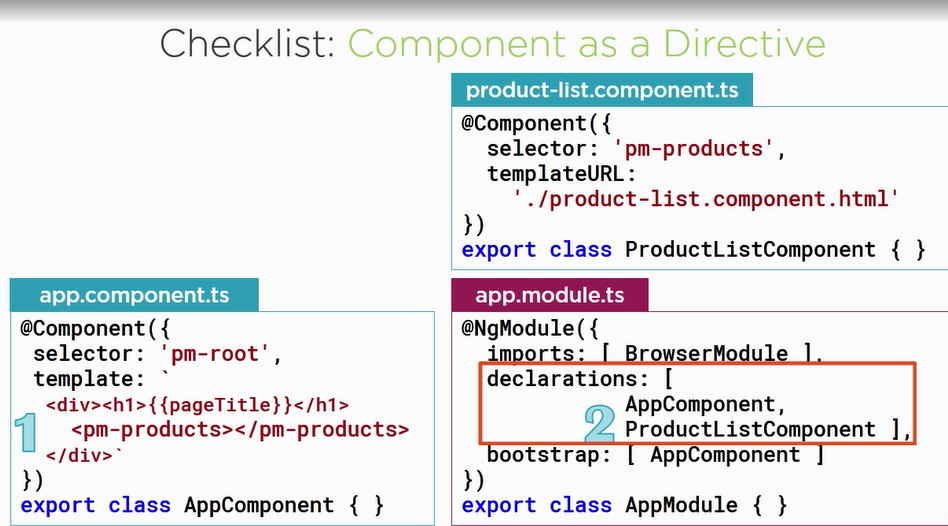 Checklist: Component as a Directive
product-list.component.ts
@Component({
selector: 'pm-products',
templateURL:
'./product-list.component.html'
})
export class ProductListComponent { }
app.component.ts
@Component({
selector: 'pm-root',
template: `
<div><h1>{{pageTitle}}</h1>
<pm-products></pm-products>
</div>`
})
export class AppComponent { }
1
app.module.ts
@NgModule({
imports: [ BrowserModule ],
declarations: [
AppComponent,
ProductListComponent ],
bootstrap: [ AppComponent ]
})
export class AppModule { }
2